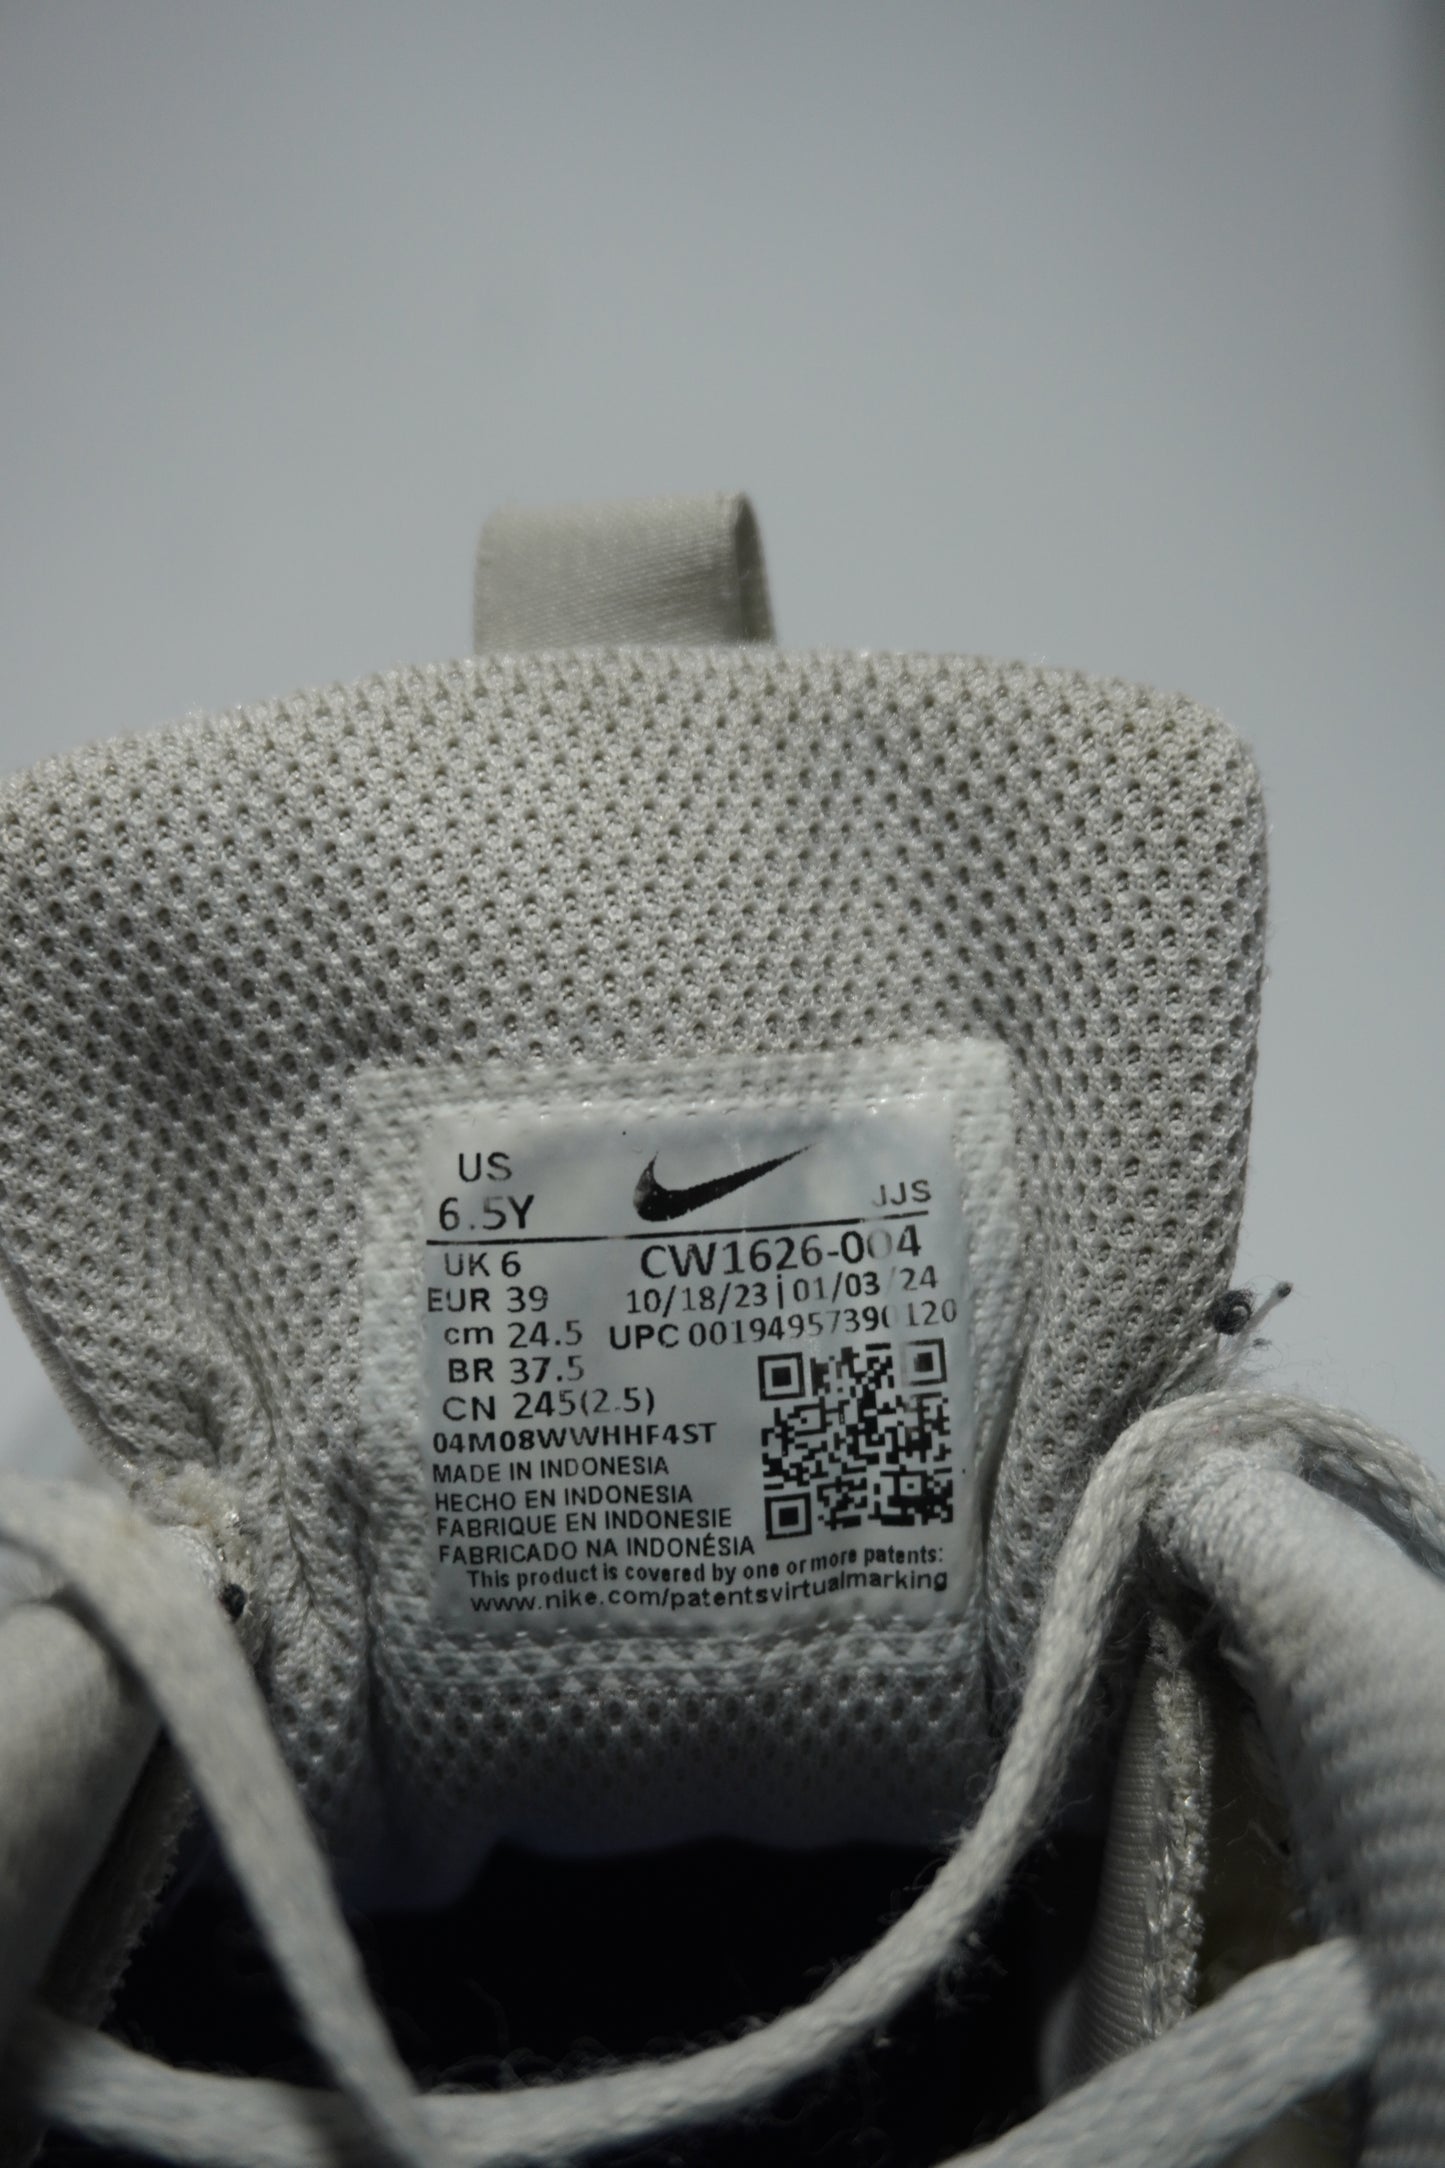 US
6.5Y
JJS
UK 6
CW1626-004
EUR 39
10/18/23 | 01/03/24
cm 24.5
UPC 00194957390120
BR 37.5
CN 245(2.5)
04M08WWHHF4ST
MADE IN INDONESIA
HECHO EN INDONESIA
FABRIQUE EN INDONESIE
FABRICADO NA INDONÉSIA
This product is covered by one or more patents:
www.nike.com/patentsvirtualmarking